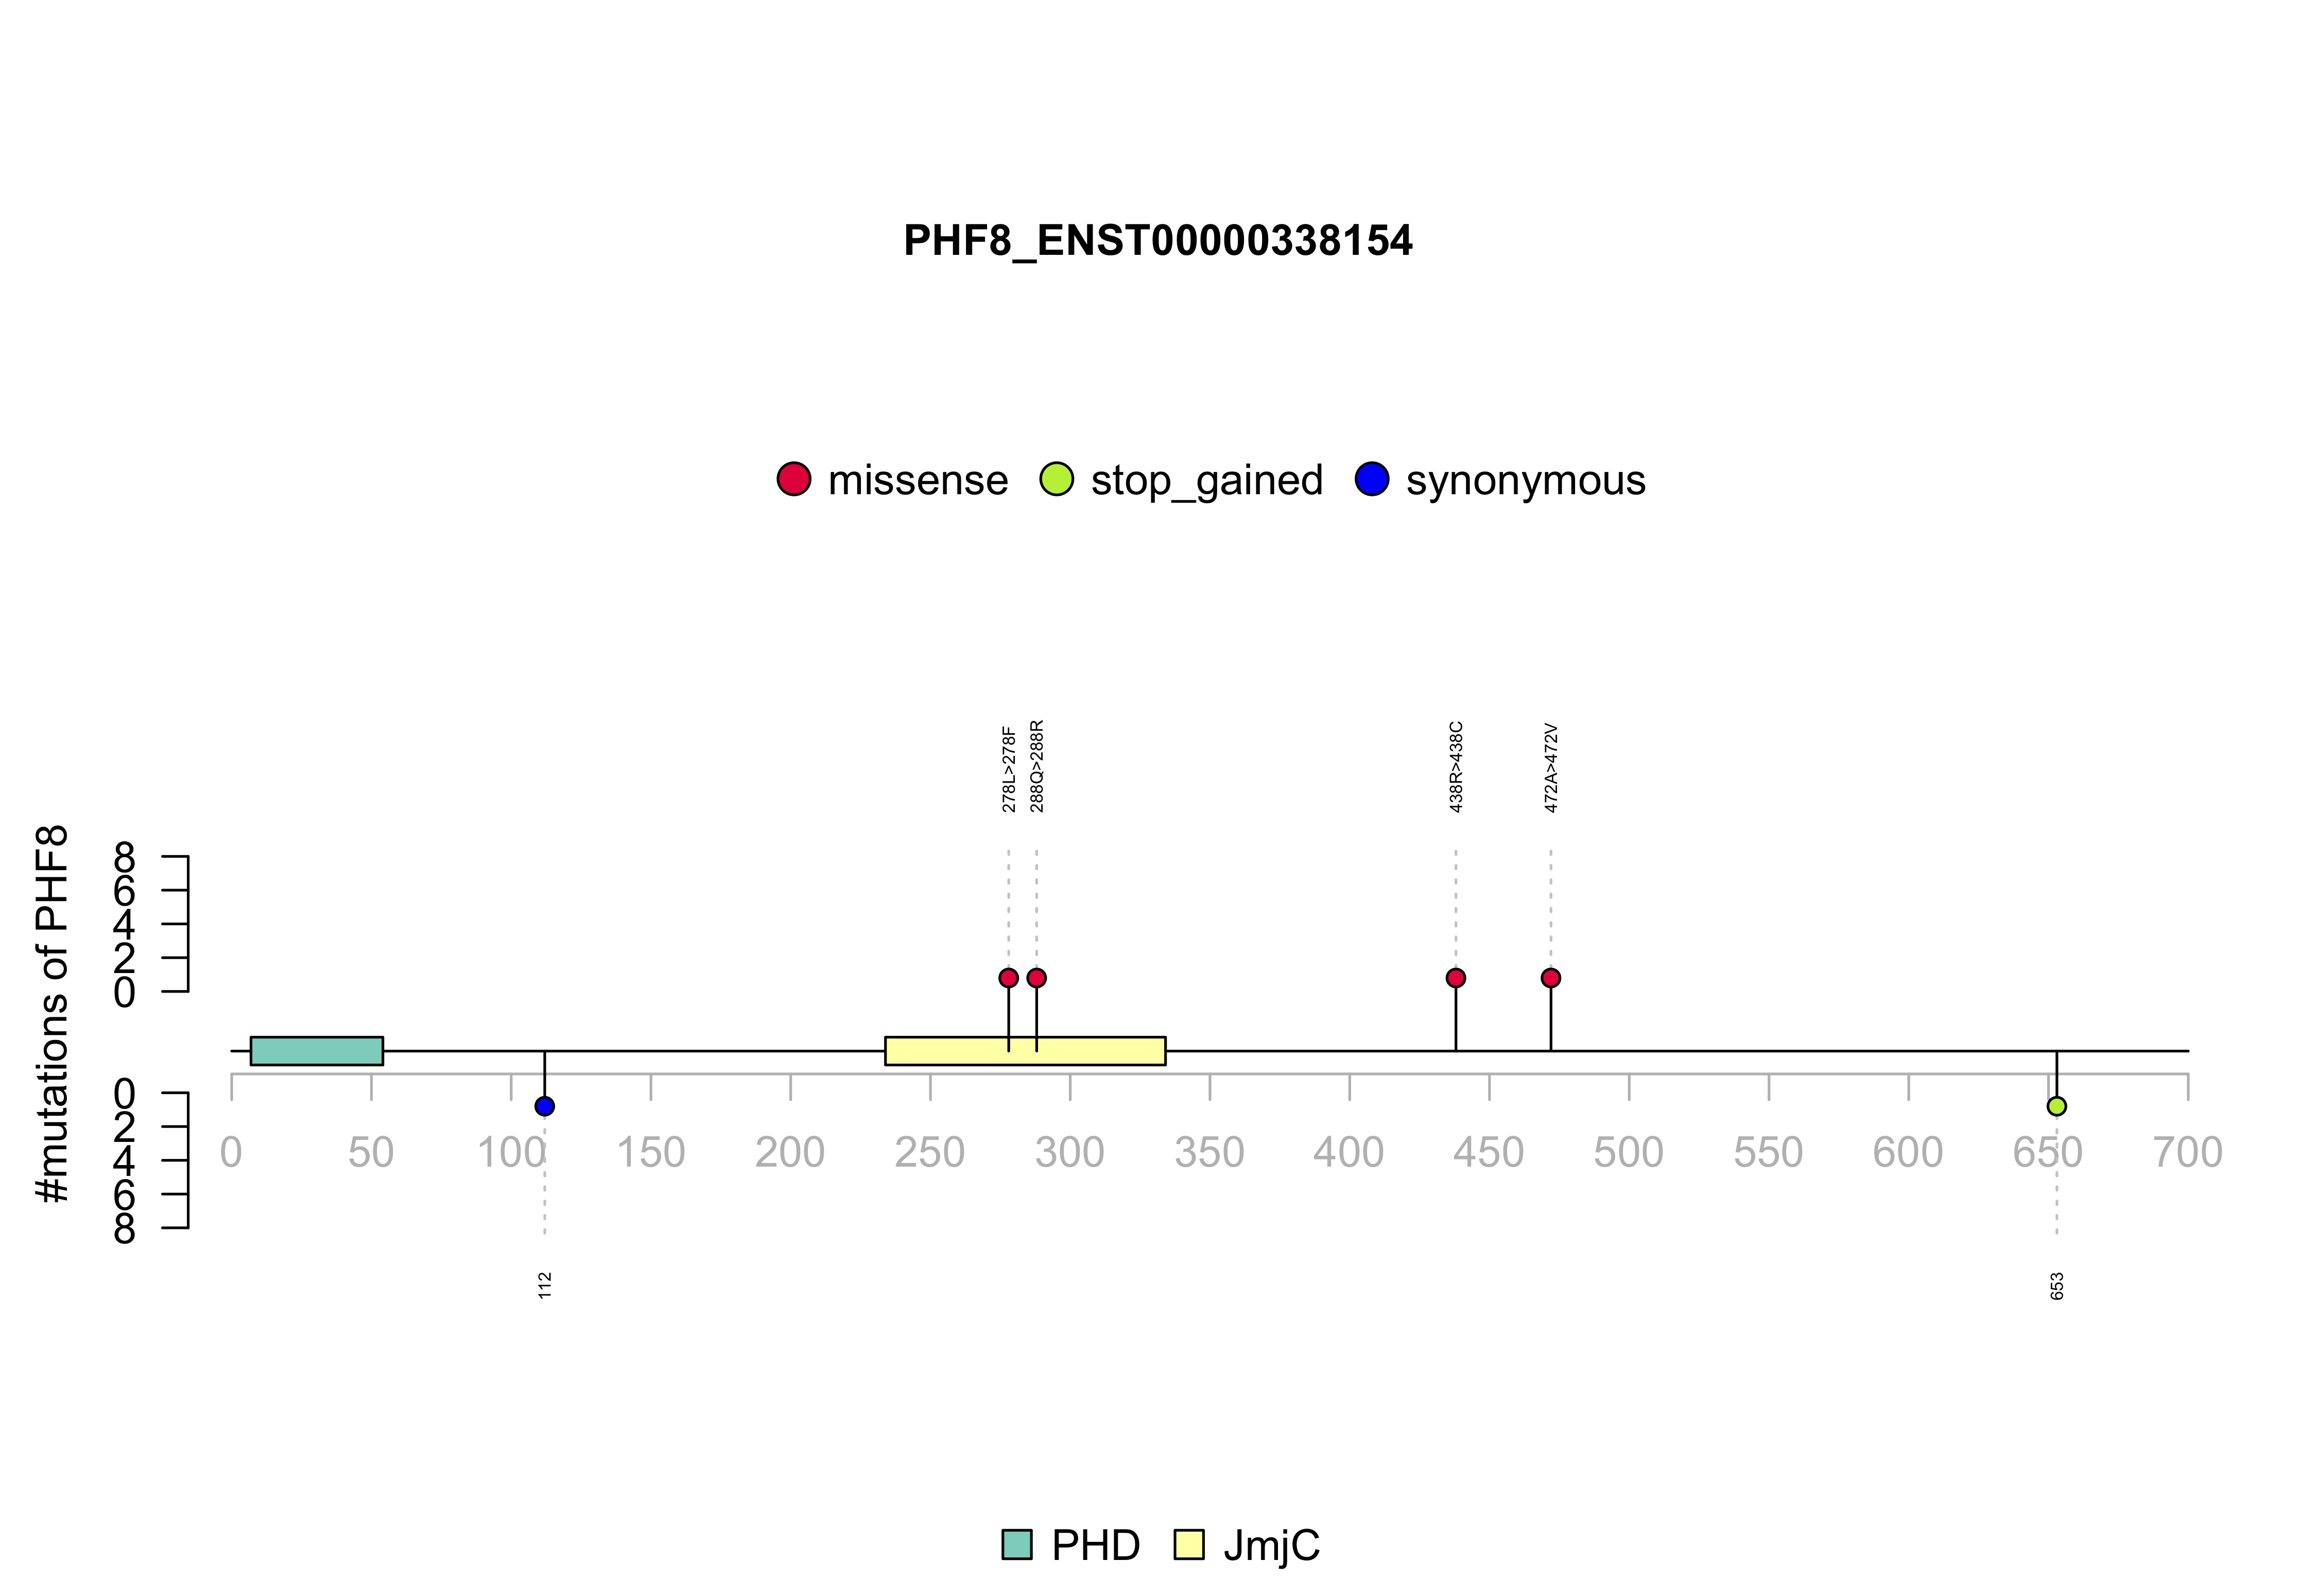 PHF8_ENST00000338154
missense stop_gained synonymous
278L>278F
288Q>288R
438R>438C
472A>472V
#mutations of PHF8
8
6
4
2
0
0
2
4
6
8
0 50 100 150 200 250 300 350 400 450 500 550 600 650 700
112
653
PHD JmjC